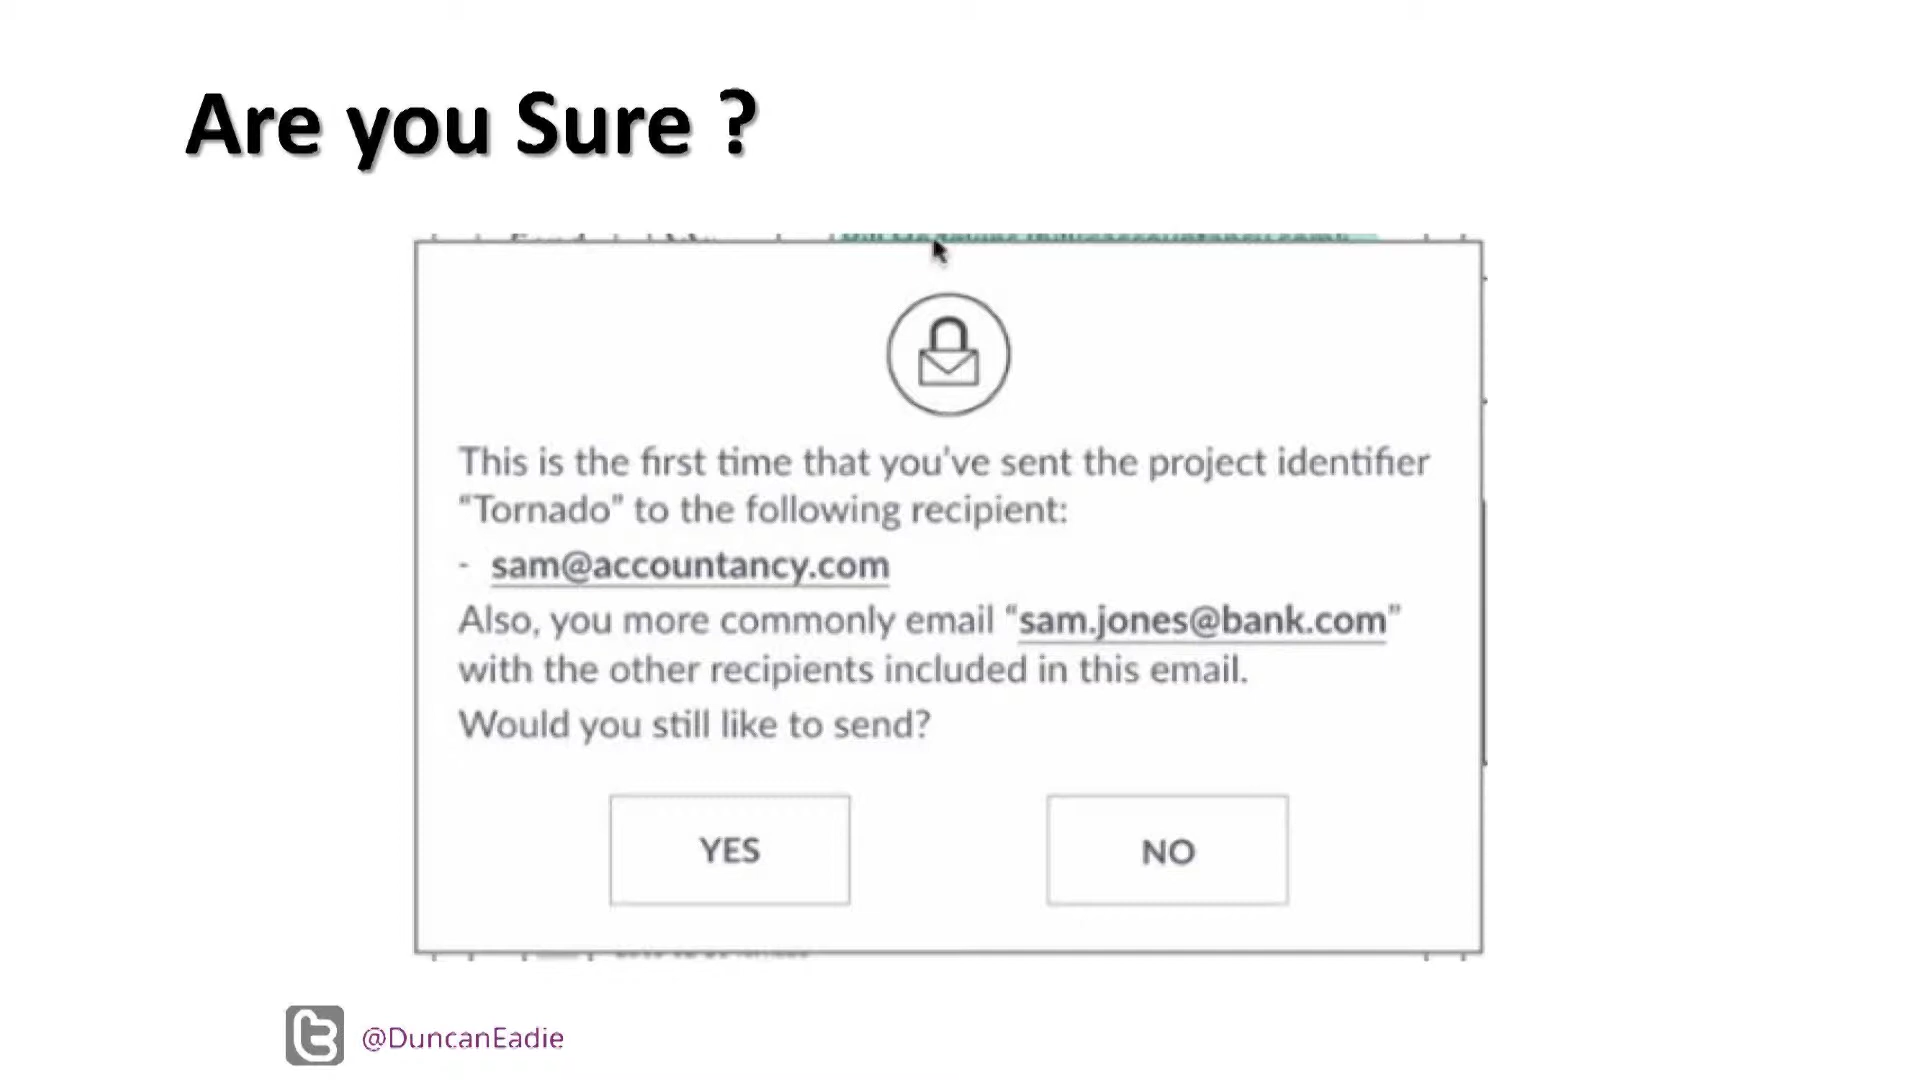 Are you Sure ?
This is the first time that you've sent the project identifier
“Tornado” to the following recipient:
- sam@accountancy.com
Also, you more commonly email “sam.jones@bank.com”
with the other recipients included in this email.
Would you still like to send?
YES NO
@DuncanEadie